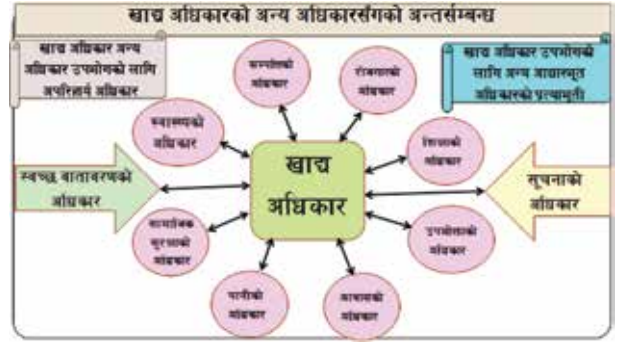 खाद्य अधिकारको अन्य अधिकारसँगको अन्तर्सम्बन्ध
खाद्य अधिकार अन्य
अधिकार उपभोगको लागि
अपरिहार्य अधिकार
खाद्य अधिकार उपभोगको
लागि अन्य आधारभूत
अधिकारको प्रत्याभूती
सम्पत्तिको
अधिकार
रोजगारको
अधिकार
स्वास्थ्यको
अधिकार
शिक्षाको
अधिकार
खाद्य
अधिकार
स्वच्छ वातावरणको
अधिकार
सूचनाको
अधिकार
सामाजिक
सुरक्षाको
अधिकार
उपभोक्ताको
अधिकार
पानीको
अधिकार
आवासको
अधिकार